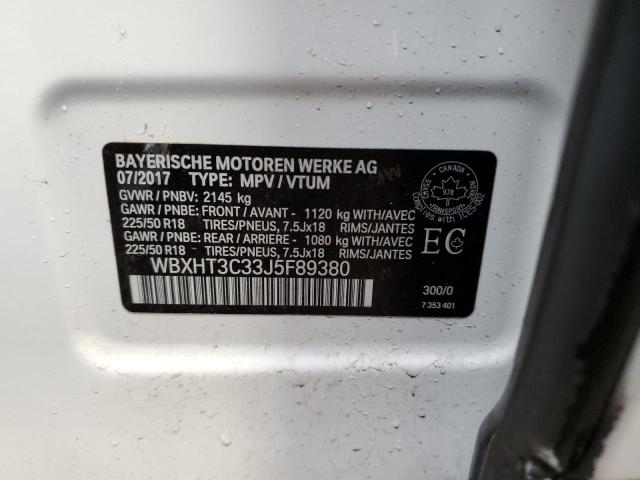 BAYERISCHE MOTOREN WERKE AG
07/2017 TYPE: MPV / VTUM
GVWR / PNBV: 2145 kg
GAWR / PNBE: FRONT / AVANT - 1120 kg WITH/AVEC
225/50 R18 TIRES/PNEUS, 7.5Jx18 RIMS/JANTES
GAWR / PNBE: REAR / ARRIERE - 1080 kg WITH/AVEC
225/50 R18 TIRES/PNEUS, 7.5Jx18 RIMS/JANTES
WBXHT3C33J5F89380
CANADA
978
TRANSPORT
EC
300/0
7 353 401